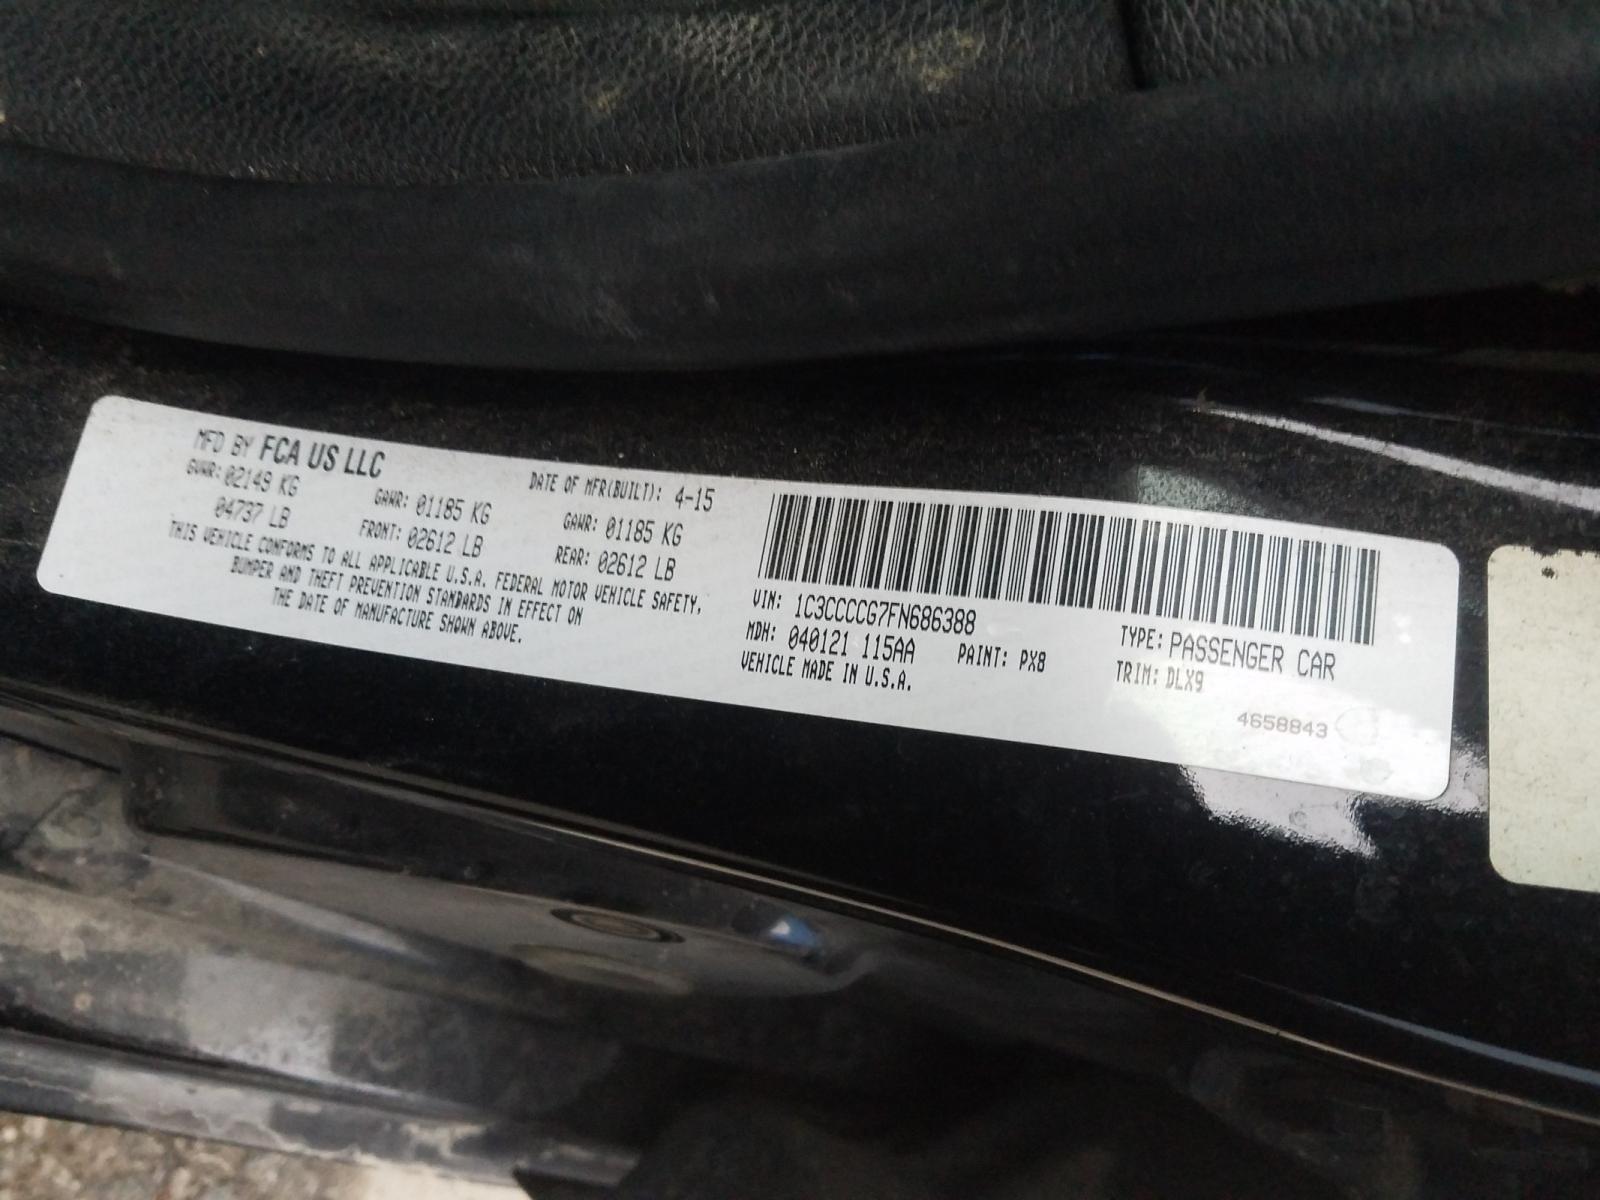 MFD BY FCA US LLC
DATE OF MFR(BUILT): 4-15
GVWR: 02149 KG
04737 LB
GAWR: 01185 KG
FRONT: 02612 LB
GAWR: 01185 KG
REAR: 02612 LB
THIS VEHICLE CONFORMS TO ALL APPLICABLE U.S.A. FEDERAL MOTOR VEHICLE SAFETY,
BUMPER AND THEFT PREVENTION STANDARDS IN EFFECT ON
THE DATE OF MANUFACTURE SHOWN ABOVE.
VIN: 1C3CCCCG7FN686388
TYPE: PASSENGER CAR
MDH: 040121 115AA
PAINT: PX8
TRIM: DLX9
VEHICLE MADE IN U.S.A.
4658843